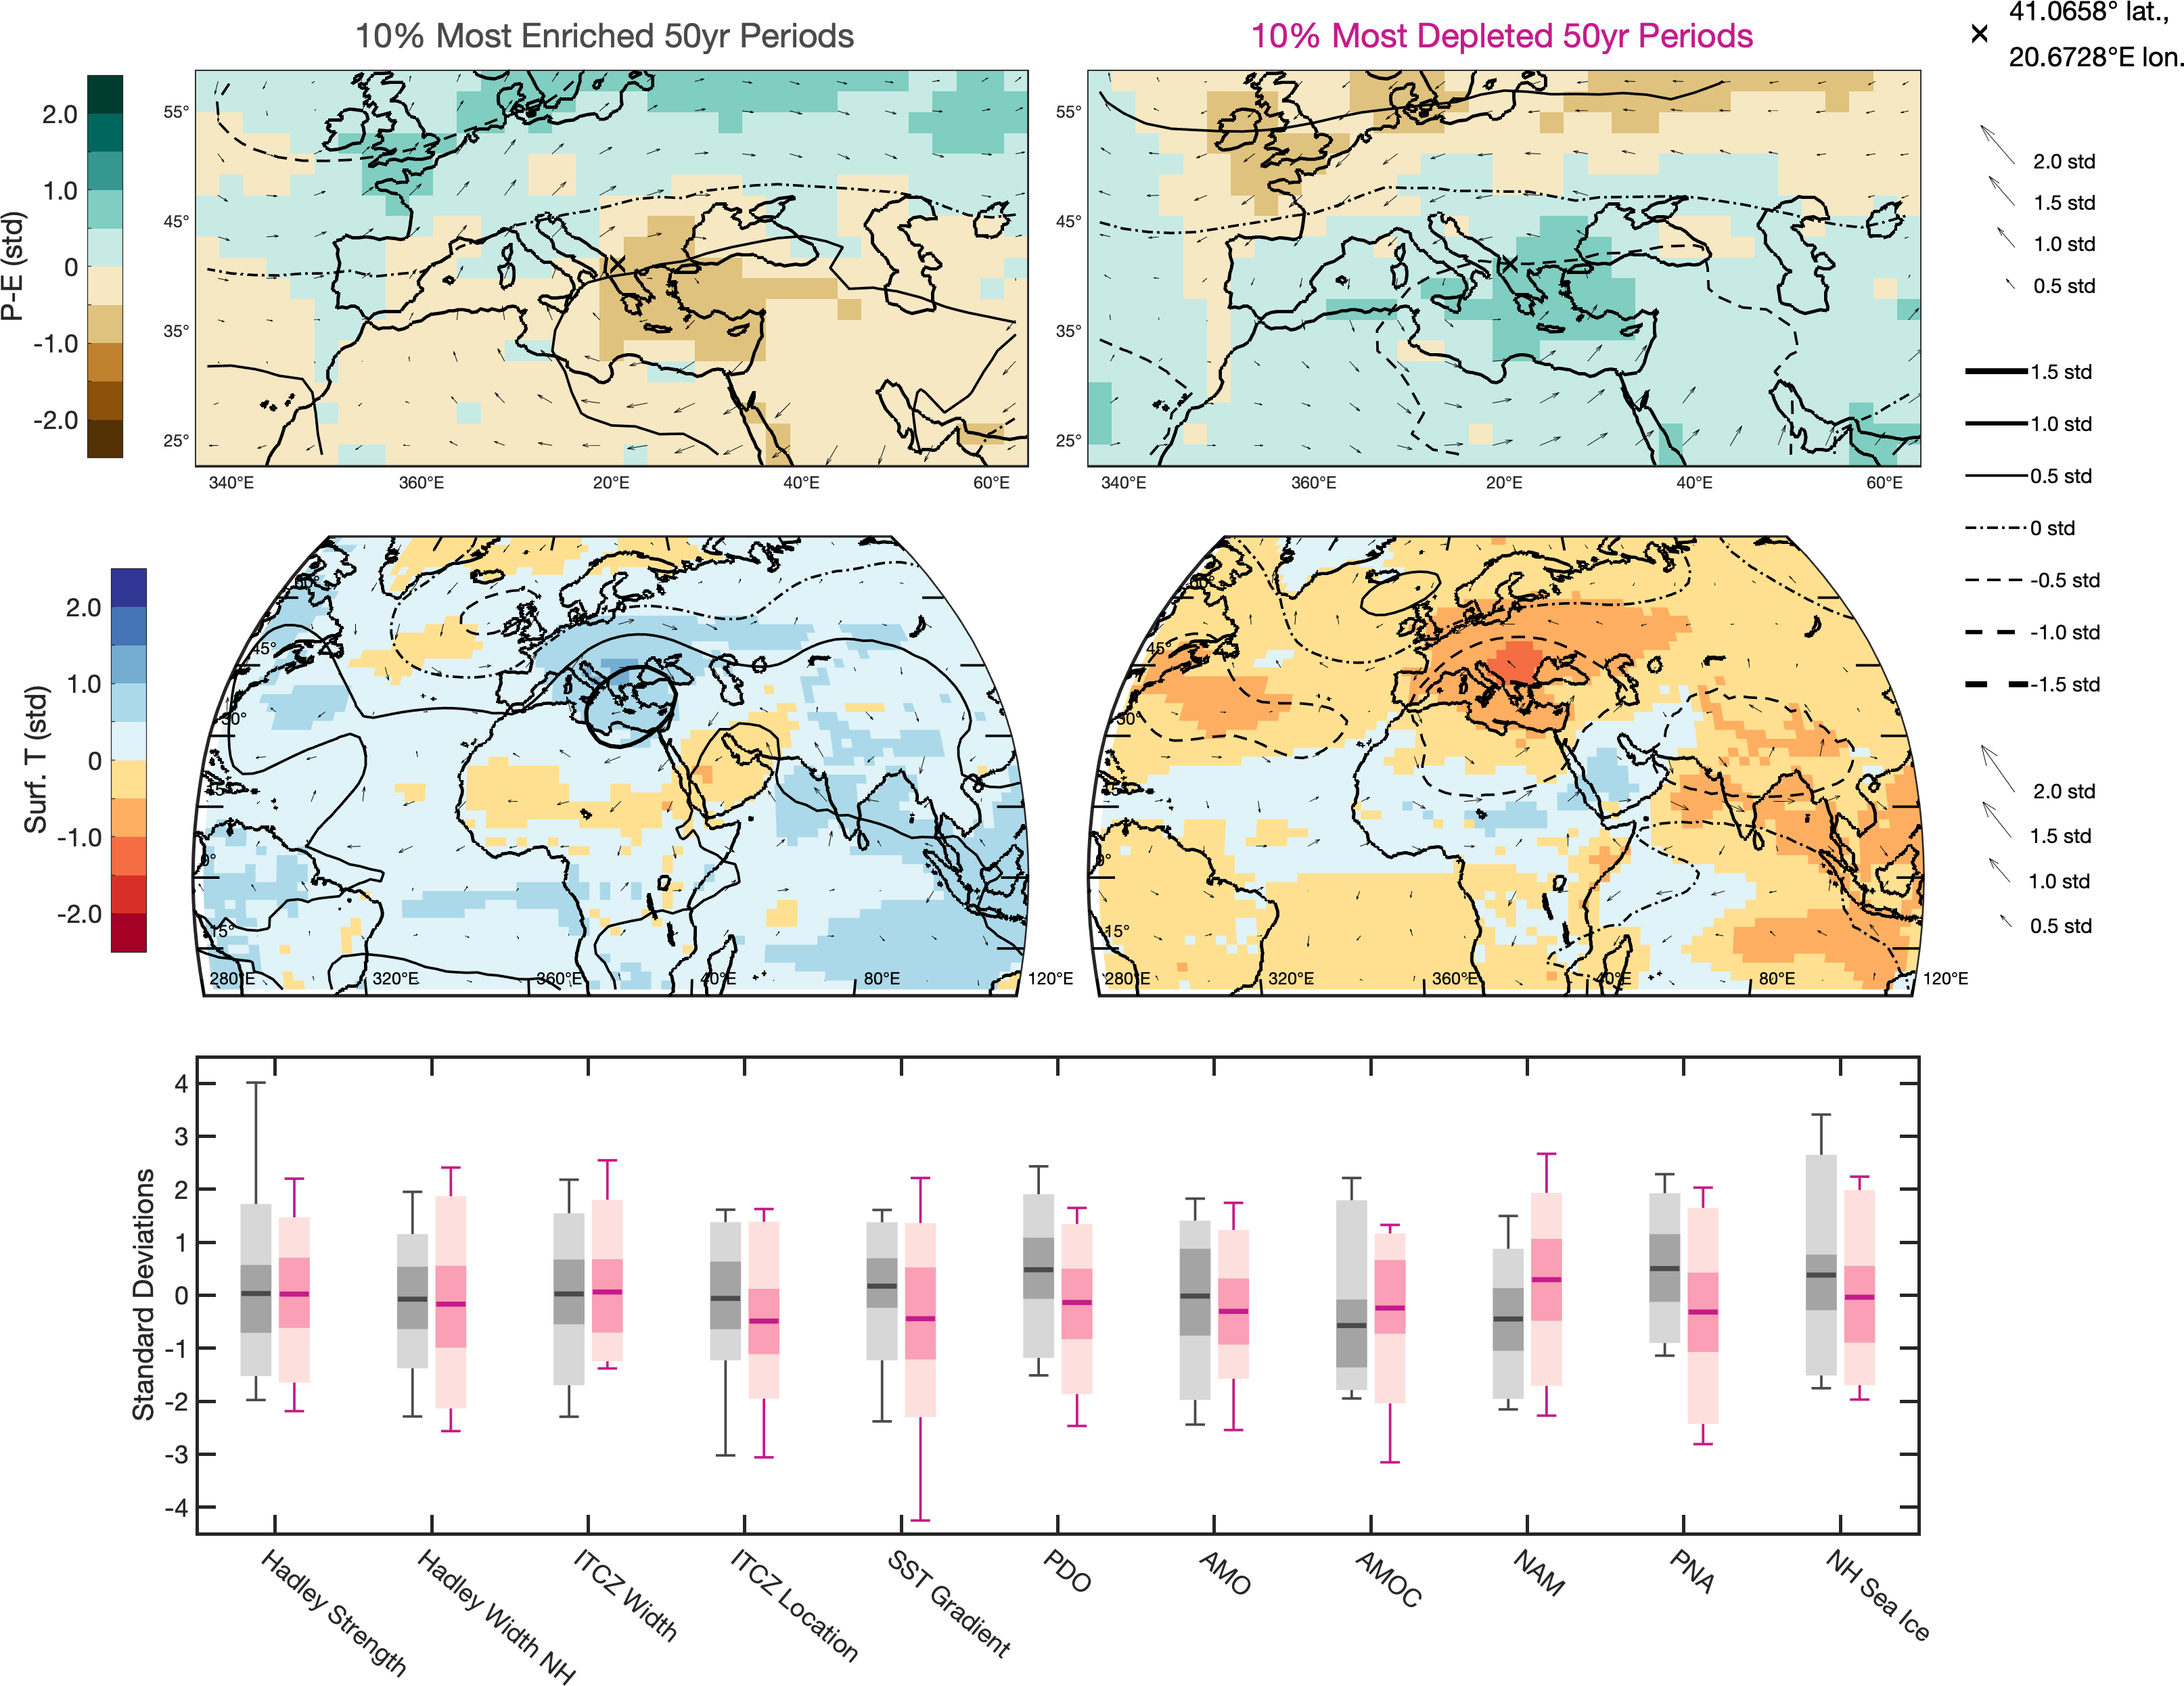 10% Most Enriched 50yr Periods
10% Most Depleted 50yr Periods
41.0658° lat.,
20.6728°E lon.
P-E (std)
2.0
1.0
0
-1.0
-2.0
55°
45°
35°
25°
340°E
360°E
20°E
40°E
60°E
55°
45°
35°
25°
340°E
360°E
20°E
40°E
60°E
2.0 std
1.5 std
1.0 std
0.5 std
1.5 std
1.0 std
0.5 std
0 std
-0.5 std
-1.0 std
-1.5 std
2.0 std
1.5 std
1.0 std
0.5 std
Surf. T (std)
2.0
1.0
0
-1.0
-2.0
60°
45°
30°
15°
0°
-15°
280°E
320°E
360°E
40°E
80°E
120°E
60°
45°
30°
15°
0°
-15°
280°E
320°E
360°E
40°E
80°E
120°E
Standard Deviations
4
3
2
1
0
-1
-2
-3
-4
Hadley Strength
Hadley Width NH
ITCZ Width
ITCZ Location
SST Gradient
PDO
AMO
AMOC
NAM
PNA
NH Sea Ice